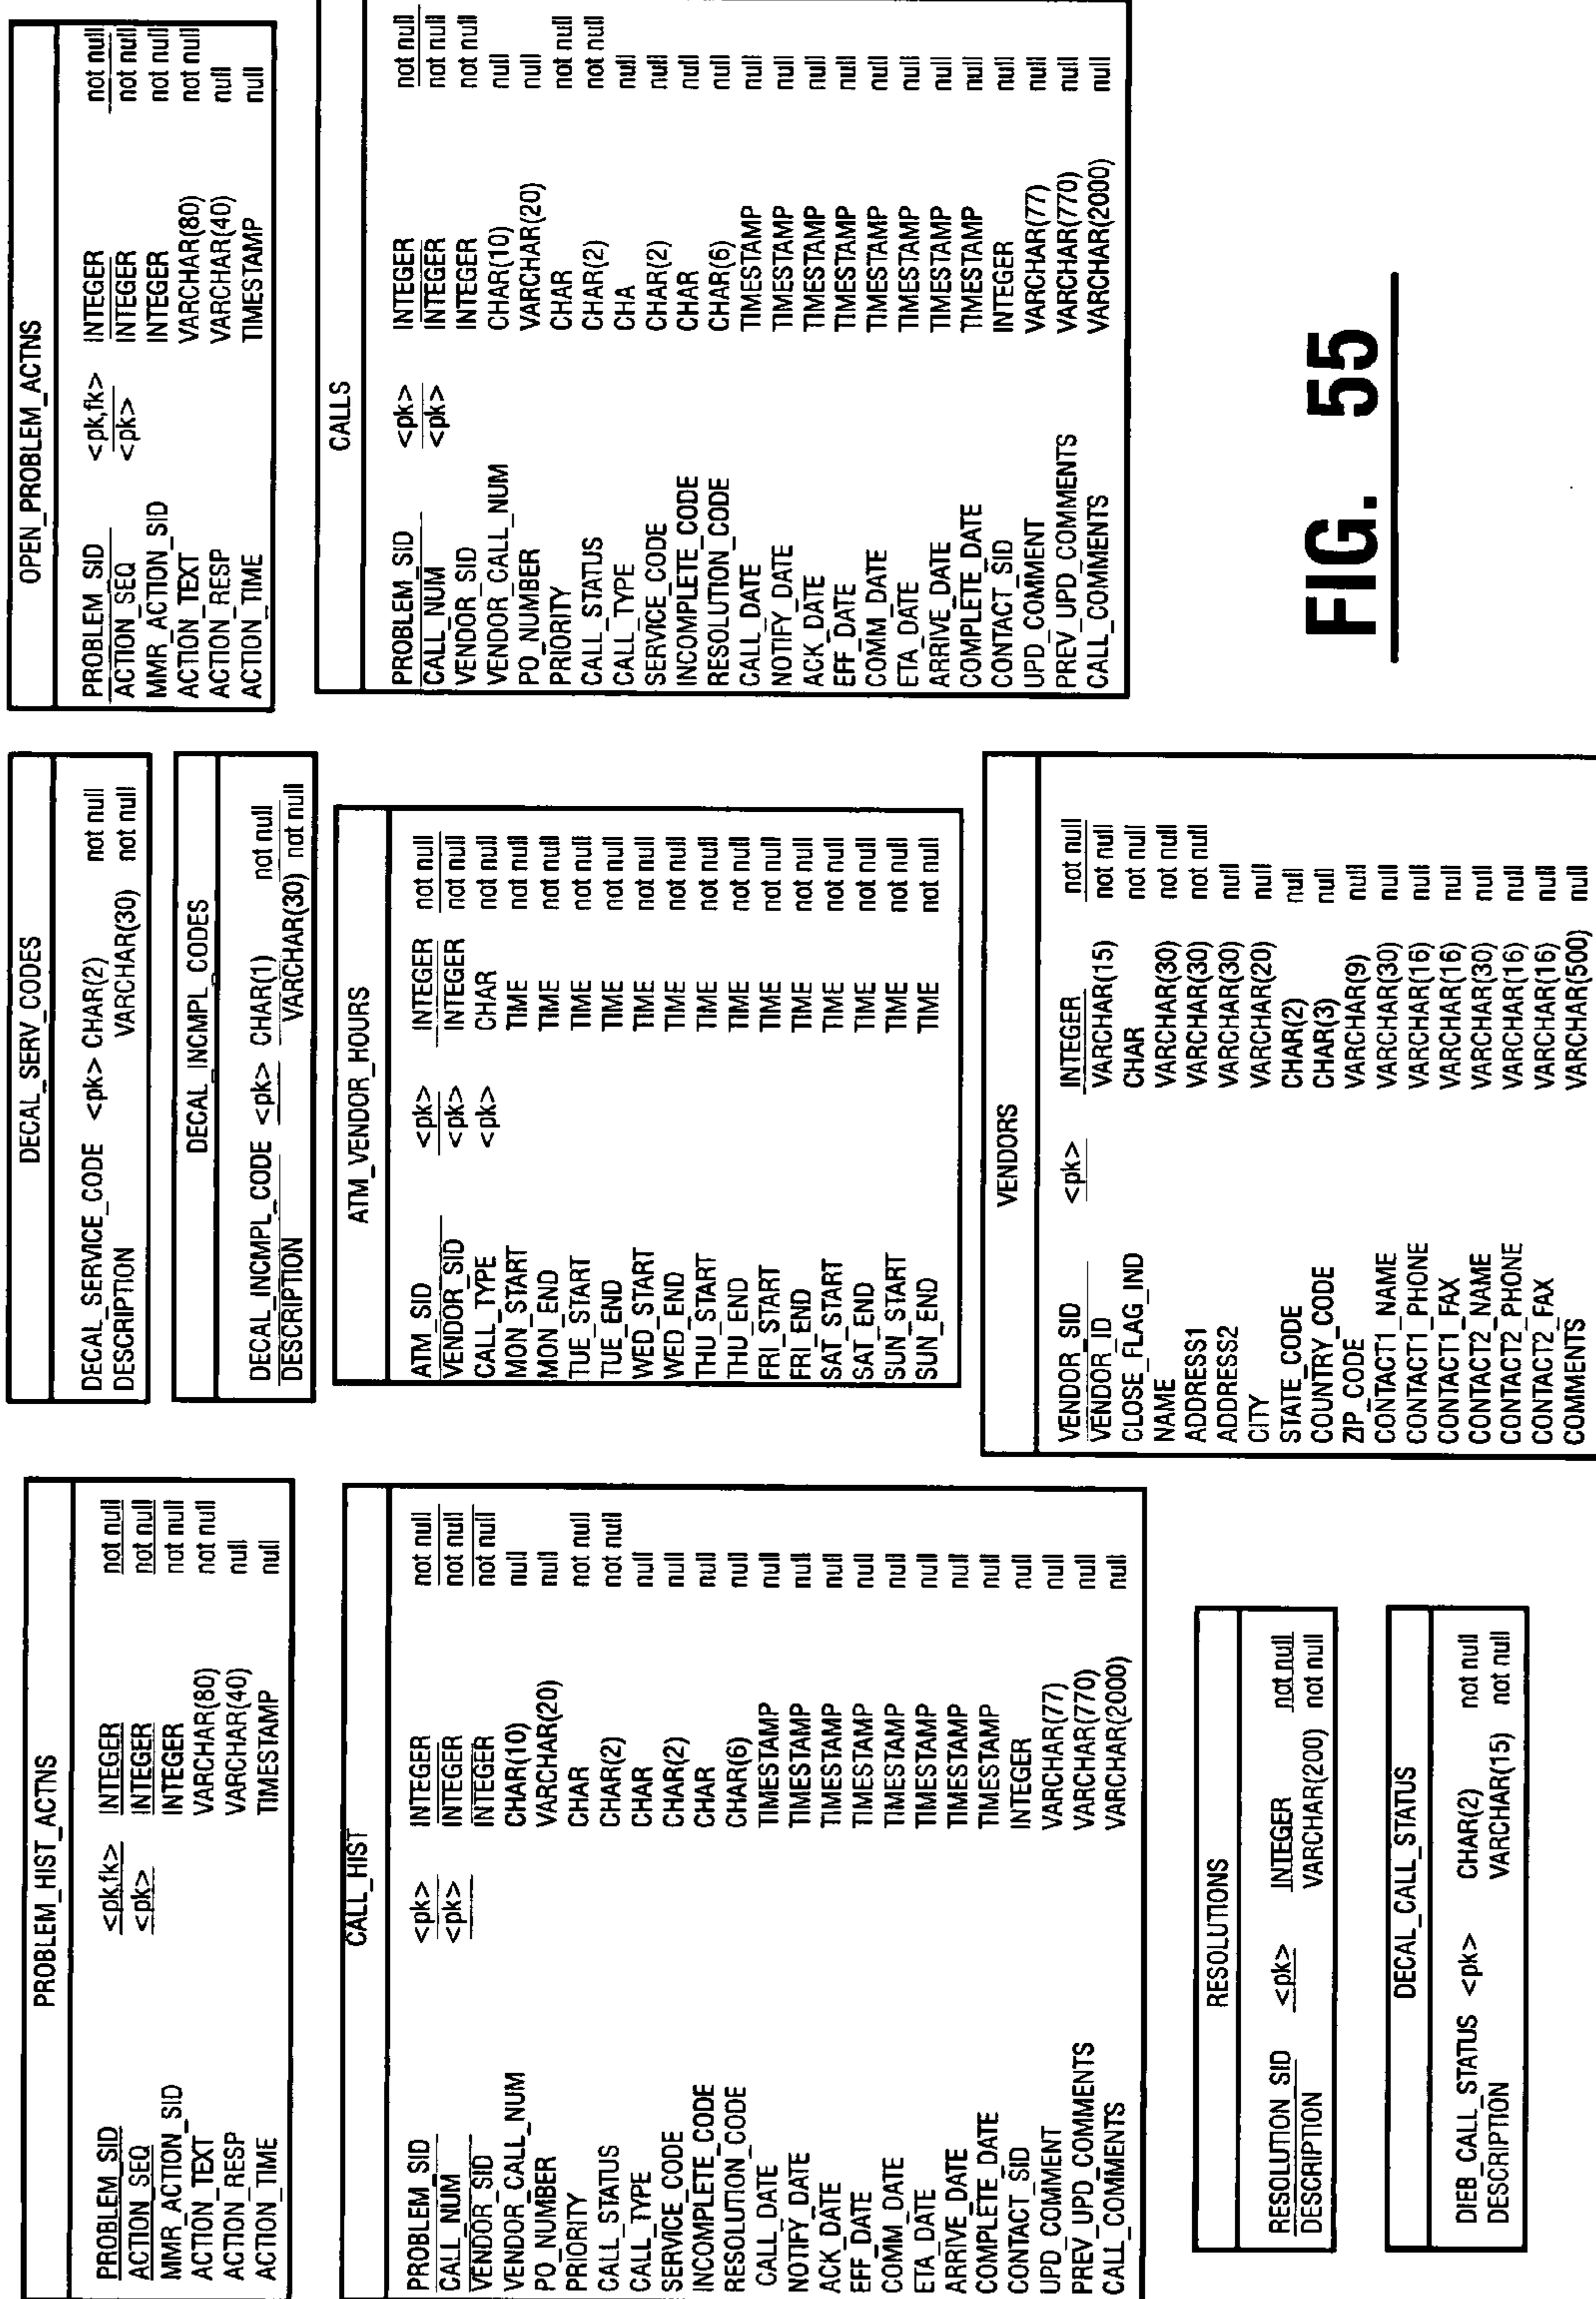 PROBLEM_HIST_ACTNS
PROBLEM_SID <pk,fk> INTEGER not null
ACTION_SEQ <pk> INTEGER not null
MMR_ACTION_SID INTEGER not null
ACTION_TEXT VARCHAR(80) not null
ACTION_RESP VARCHAR(40) null
ACTION_TIME TIMESTAMP null
CALL_HIST
PROBLEM_SID <pk> INTEGER not null
CALL_NUM <pk> INTEGER not null
VENDOR_SID INTEGER not null
VENDOR_CALL_NUM CHAR(10) null
PO_NUMBER VARCHAR(20) null
PRIORITY CHAR not null
CALL_STATUS CHAR(2) not null
CALL_TYPE CHAR null
SERVICE_CODE CHAR(2) null
INCOMPLETE_CODE CHAR null
RESOLUTION_CODE CHAR(6) null
CALL_DATE TIMESTAMP null
NOTIFY_DATE TIMESTAMP null
ACK_DATE TIMESTAMP null
EFF_DATE TIMESTAMP null
COMM_DATE TIMESTAMP null
ETA_DATE TIMESTAMP null
ARRIVE_DATE TIMESTAMP null
COMPLETE_DATE TIMESTAMP null
CONTACT_SID INTEGER null
UPD_COMMENT VARCHAR(77) null
PREV_UPD_COMMENTS VARCHAR(770) null
CALL_COMMENTS VARCHAR(2000) null
RESOLUTIONS
RESOLUTION_SID <pk> INTEGER not null
DESCRIPTION VARCHAR(200) not null
DECAL_CALL_STATUS
DIEB_CALL_STATUS <pk> CHAR(2) not null
DESCRIPTION VARCHAR(15) not null
DECAL_SERV_CODES
DECAL_SERVICE_CODE <pk> CHAR(2) not null
DESCRIPTION VARCHAR(30) not null
DECAL_INCMPL_CODES
DECAL_INCMPL_CODE <pk> CHAR(1) not null
DESCRIPTION VARCHAR(30) not null
ATM_VENDOR_HOURS
ATM_SID <pk> INTEGER not null
VENDOR_SID <pk> INTEGER not null
CALL_TYPE <pk> CHAR not null
MON_START TIME not null
MON_END TIME not null
TUE_START TIME not null
TUE_END TIME not null
WED_START TIME not null
WED_END TIME not null
THU_START TIME not null
THU_END TIME not null
FRI_START TIME not null
FRI_END TIME not null
SAT_START TIME not null
SAT_END TIME not null
SUN_START TIME not null
SUN_END TIME not null
VENDORS
VENDOR_SID <pk> INTEGER not null
VENDOR_ID VARCHAR(15) not null
CLOSE_FLAG_IND CHAR not null
NAME VARCHAR(30) not null
ADDRESS1 VARCHAR(30) not null
ADDRESS2 VARCHAR(30) null
CITY VARCHAR(20) null
STATE_CODE CHAR(2) null
COUNTRY_CODE CHAR(3) null
ZIP_CODE VARCHAR(9) null
CONTACT1_NAME VARCHAR(30) null
CONTACT1_PHONE VARCHAR(16) null
CONTACT1_FAX VARCHAR(16) null
CONTACT2_NAME VARCHAR(30) null
CONTACT2_PHONE VARCHAR(16) null
CONTACT2_FAX VARCHAR(16) null
COMMENTS VARCHAR(500) null
OPEN_PROBLEM_ACTNS
PROBLEM_SID <pk,fk> INTEGER not null
ACTION_SEQ <pk> INTEGER not null
MMR_ACTION_SID INTEGER not null
ACTION_TEXT VARCHAR(80) not null
ACTION_RESP VARCHAR(40) null
ACTION_TIME TIMESTAMP null
CALLS
PROBLEM_SID <pk> INTEGER not null
CALL_NUM <pk> INTEGER not null
VENDOR_SID INTEGER not null
VENDOR_CALL_NUM CHAR(10) null
PO_NUMBER VARCHAR(20) null
PRIORITY CHAR not null
CALL_STATUS CHAR(2) not null
CALL_TYPE CHA null
SERVICE_CODE CHAR(2) null
INCOMPLETE_CODE CHAR null
RESOLUTION_CODE CHAR(6) null
CALL_DATE TIMESTAMP null
NOTIFY_DATE TIMESTAMP null
ACK_DATE TIMESTAMP null
EFF_DATE TIMESTAMP null
COMM_DATE TIMESTAMP null
ETA_DATE TIMESTAMP null
ARRIVE_DATE TIMESTAMP null
COMPLETE_DATE TIMESTAMP null
CONTACT_SID INTEGER null
UPD_COMMENT VARCHAR(77) null
PREV_UPD_COMMENTS VARCHAR(770) null
CALL_COMMENTS VARCHAR(2000) null
FIG. 55